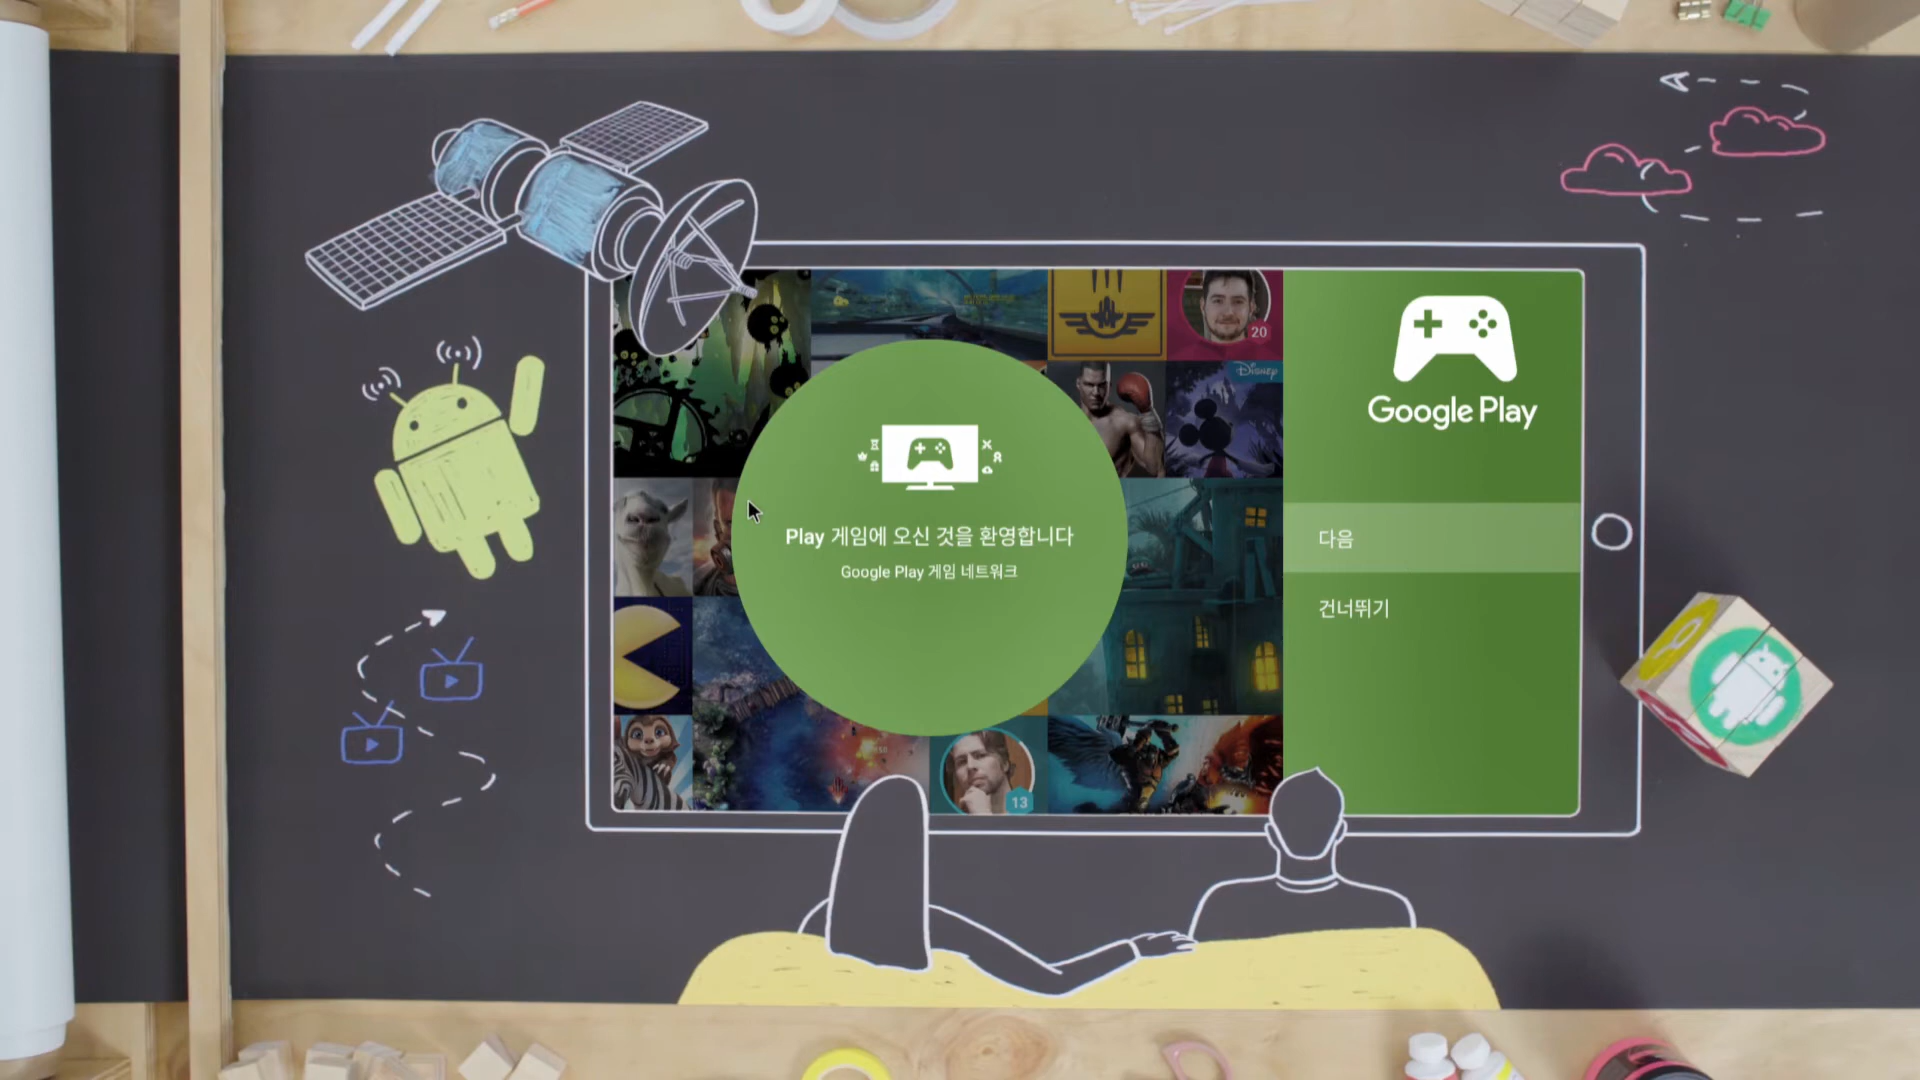 20
Disney
Google Play
Play 게임에 오신 것을 환영합니다
Google Play 게임 네트워크
다음
건너뛰기
13